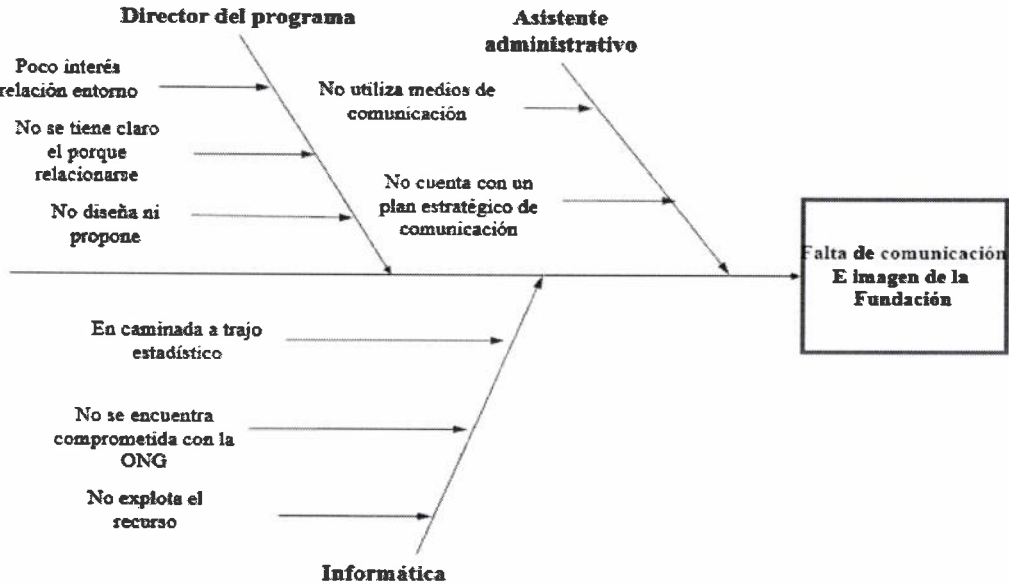 Director del programa
Asistente
administrativo
Poco interés
relación entorno
No se tiene claro
el porque
relacionarse
No diseña ni
propone
No utiliza medios de
comunicación
No cuenta con un
plan estratégico de
comunicación
Falta de comunicación
E imagen de la
Fundación
En caminada a trajo
estadístico
No se encuentra
comprometida con la
ONG
No explota el
recurso
Informática